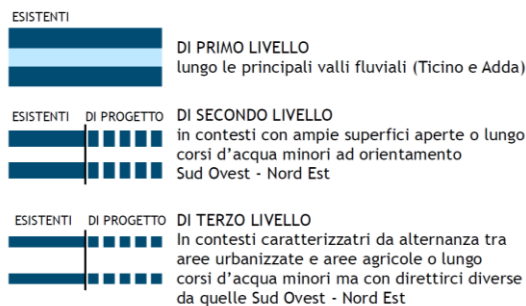 ESISTENTI
DI PRIMO LIVELLO
lungo le principali valli fluviali (Ticino e Adda)
ESISTENTI DI PROGETTO
DI SECONDO LIVELLO
in contesti con ampie superfici aperte o lungo
corsi d'acqua minori ad orientamento
Sud Ovest - Nord Est
ESISTENTI DI PROGETTO
DI TERZO LIVELLO
In contesti caratterizzatri da alternanza tra
aree urbanizzate e aree agricole o lungo
corsi d'acqua minori ma con direttirci diverse
da quelle Sud Ovest - Nord Est